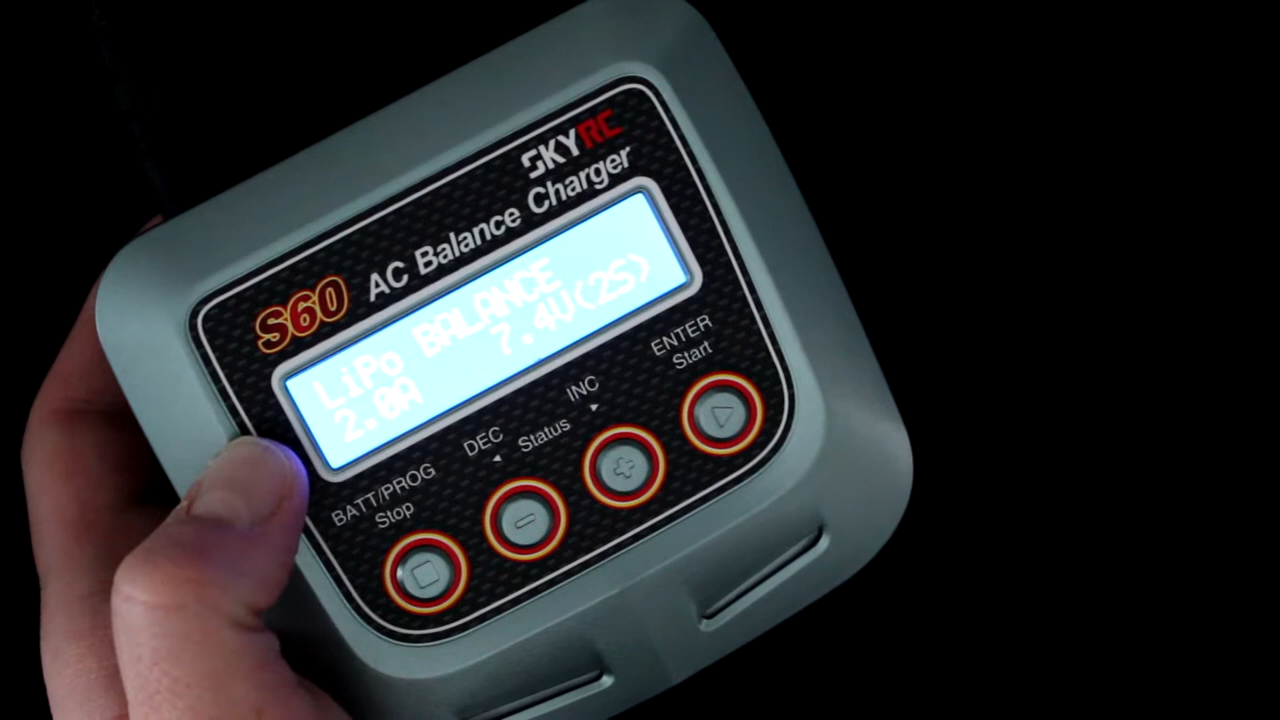 SKYRC
S60 AC Balance Charger
LiPo BALANCE
2.0A 7.4V(2S)
BATT/PROG
Stop
DEC
Status
INC
ENTER
Start